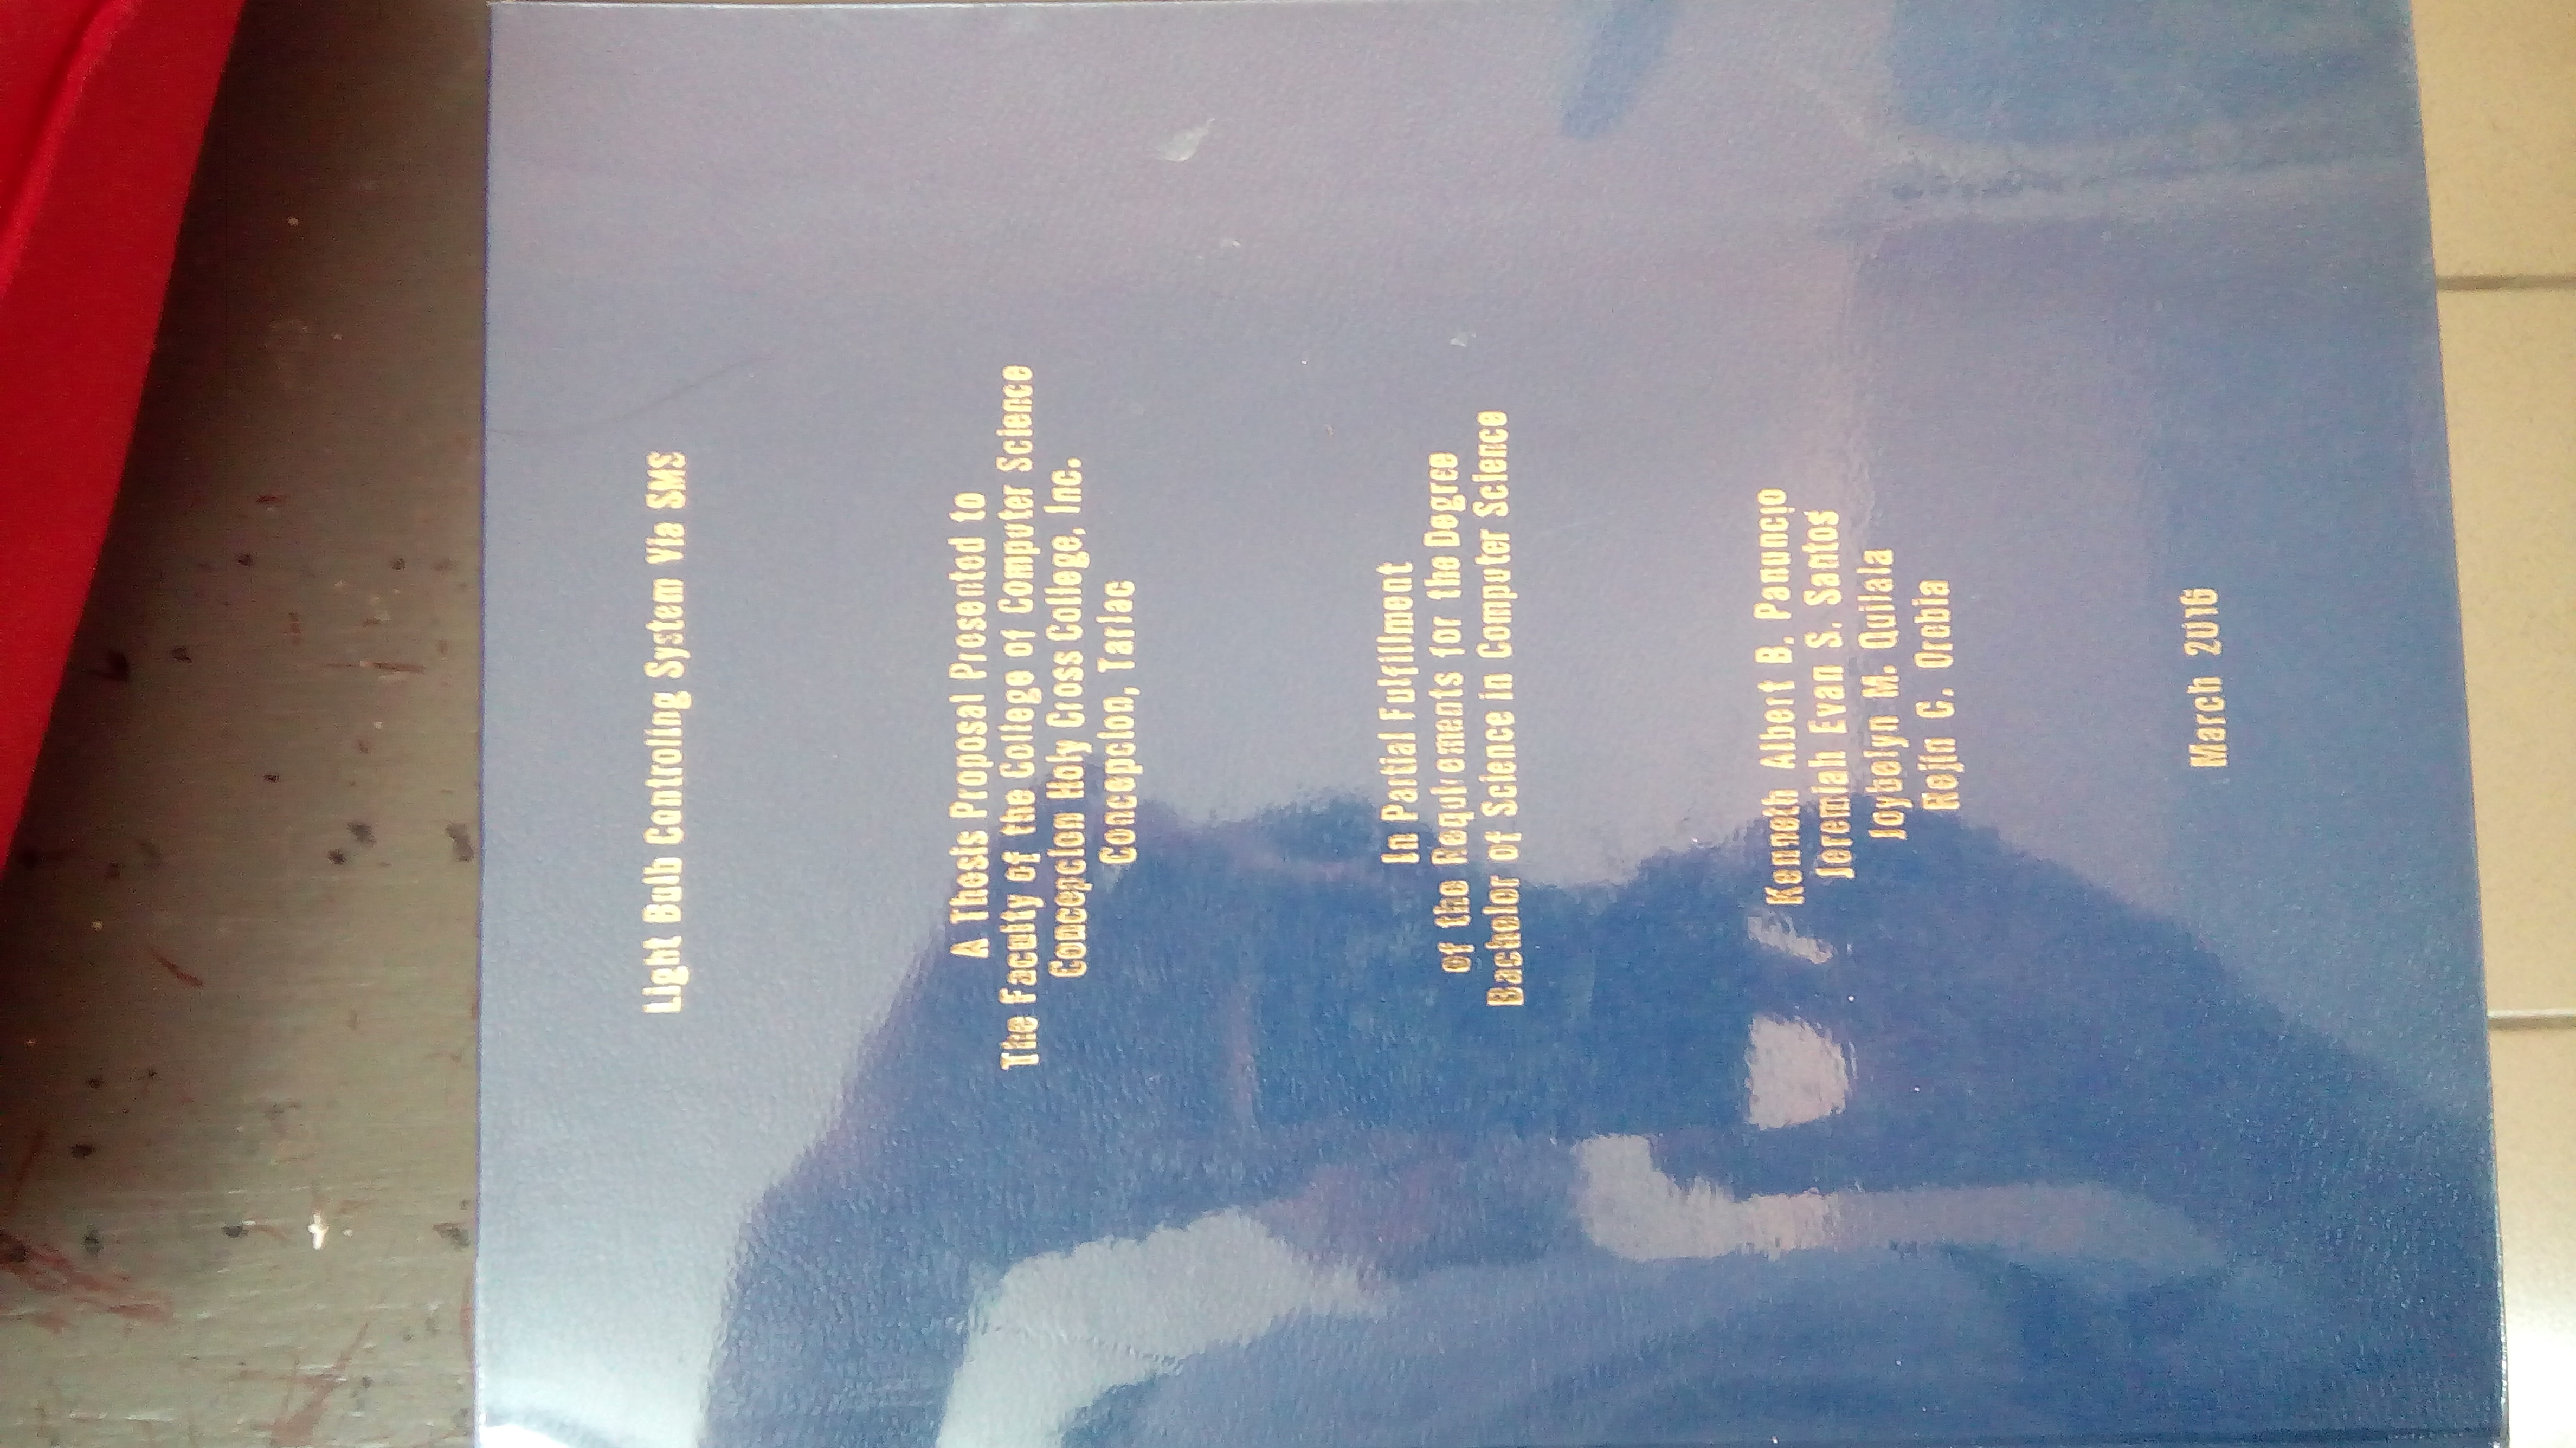 Light Bulb Controling System Via SMS
A Thesis Proposal Presented to
The Faculty of the College of Computer Science
Concepcion Holy Cross College, Inc.
Concepcion, Tarlac
In Partial Fulfillment
of the Requirements for the Degree
Bachelor of Science in Computer Science
Kenneth Albert B. Panuncio
Jeremiah Evan S. Santos
Joybelyn M. Quilala
Rejin C. Orebia
March 2016